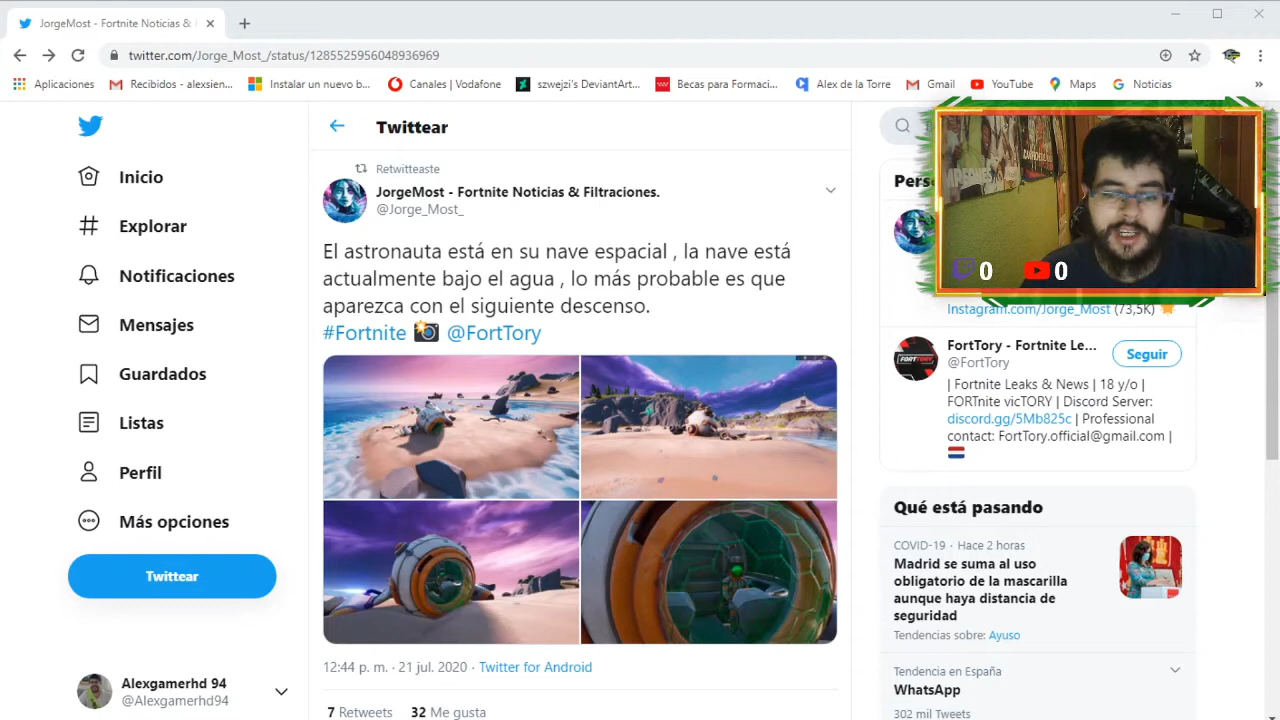 JorgeMost - Fortnite Noticias &
twitter.com/Jorge_Most_/status/1285525956048936969
Aplicaciones
Recibidos - alexsien...
Instalar un nuevo b...
Canales | Vodafone
szwejzi's DeviantArt...
Becas para Formaci...
Alex de la Torre
Gmail
YouTube
Maps
Noticias
»
Inicio
Explorar
Notificaciones
Mensajes
Guardados
Listas
Perfil
Más opciones
Twittear
Alexgamerhd 94
@Alexgamerhd94
Twittear
Retwitteaste
JorgeMost - Fortnite Noticias & Filtraciones.
@Jorge_Most_
El astronauta está en su nave espacial , la nave está
actualmente bajo el agua , lo más probable es que
aparezca con el siguiente descenso.
#Fortnite @FortTory
12:44 p. m. · 21 jul. 2020 · Twitter for Android
7 Retweets 32 Me gusta
0
0
Instagram.com/Jorge_Most (73,5K)
FortTory - Fortnite Le...
@FortTory
Seguir
| Fortnite Leaks & News | 18 y/o |
FORTnite vicTORY | Discord Server:
discord.gg/5Mb825c | Professional
contact: FortTory.official@gmail.com |
Qué está pasando
COVID-19 · Hace 2 horas
Madrid se suma al uso
obligatorio de la mascarilla
aunque haya distancia de
seguridad
Tendencias sobre: Ayuso
Tendencia en España
WhatsApp
302 mil Tweets